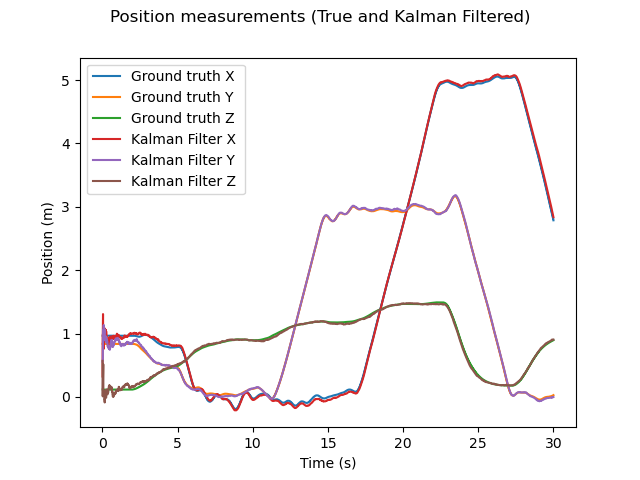 Position measurements (True and Kalman Filtered)
Ground truth X
Ground truth Y
Ground truth Z
Kalman Filter X
Kalman Filter Y
Kalman Filter Z
Position (m)
5
4
3
2
1
0
0 5 10 15 20 25 30
Time (s)